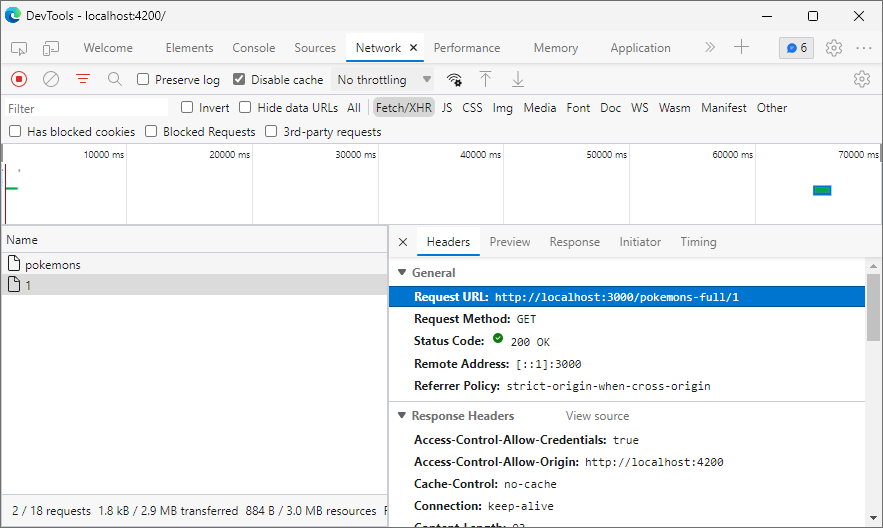 DevTools - localhost:4200/
Welcome Elements Console Sources Network Performance Memory Application 6
Preserve log Disable cache No throttling
Filter Invert Hide data URLs All Fetch/XHR JS CSS Img Media Font Doc WS Wasm Manifest Other
Has blocked cookies Blocked Requests 3rd-party requests
10000 ms 20000 ms 30000 ms 40000 ms 50000 ms 60000 ms 70000 ms
Name
pokemons
1
2 / 18 requests 1.8 kB / 2.9 MB transferred 884 B / 3.0 MB resources
Headers Preview Response Initiator Timing
General
Request URL: http://localhost:3000/pokemons-full/1
Request Method: GET
Status Code: 200 OK
Remote Address: [::1]:3000
Referrer Policy: strict-origin-when-cross-origin
Response Headers View source
Access-Control-Allow-Credentials: true
Access-Control-Allow-Origin: http://localhost:4200
Cache-Control: no-cache
Connection: keep-alive